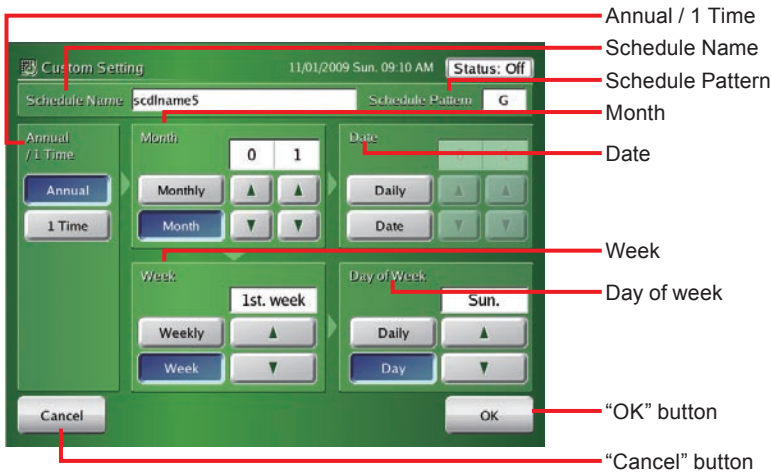 Annual / 1 Time
Schedule Name
Schedule Pattern
Month
Date
Week
Day of week
“OK” button
“Cancel” button
Custom Setting 11/01/2009 Sun. 09:10 AM Status: Off
Schedule Name scdlname5 Schedule Pattern G
Annual
/ 1 Time
Annual
1 Time
Month
0 1
Monthly
Month
Date
0 1
Daily
Date
Week
1st. week
Weekly
Week
Day of Week
Sun.
Daily
Day
Cancel
OK